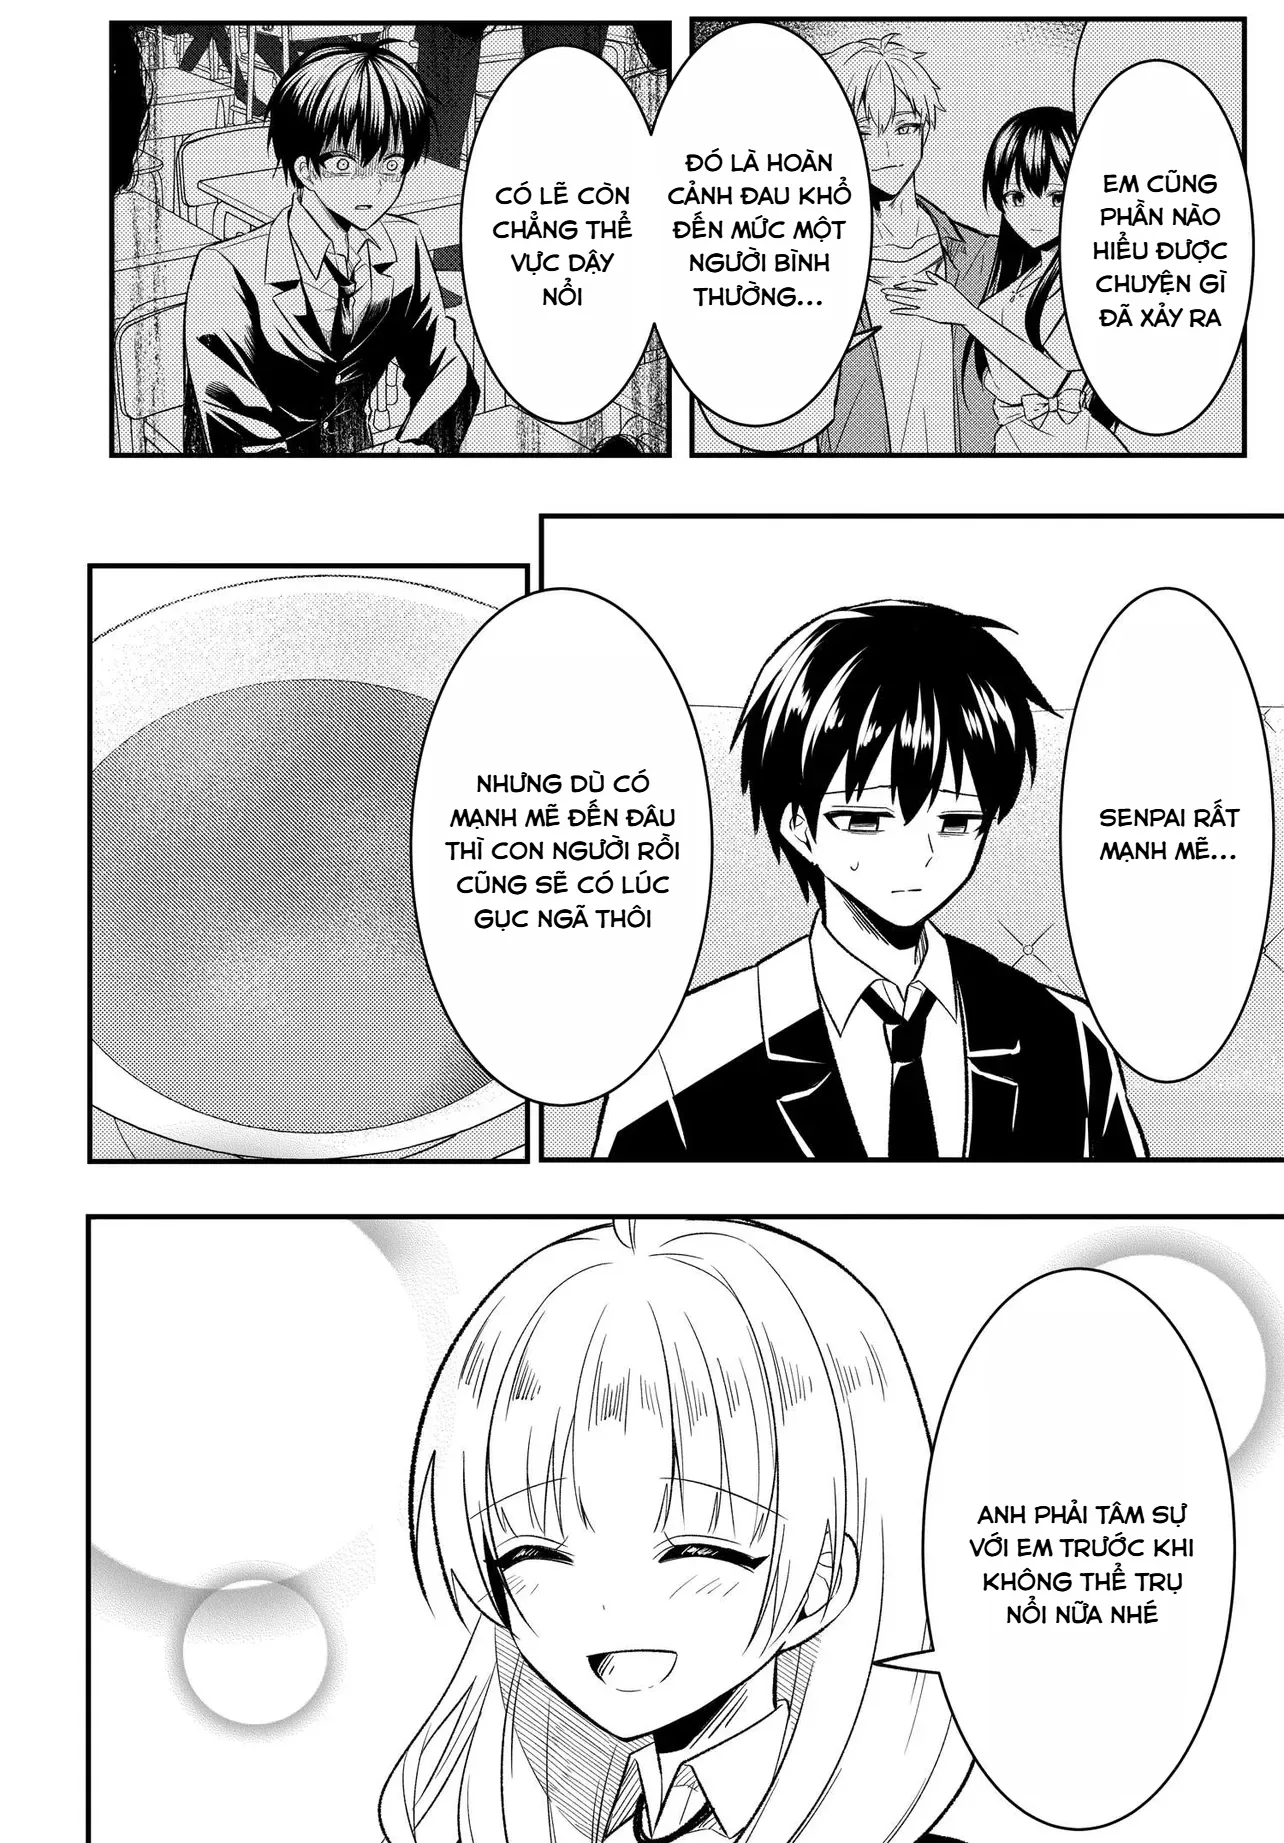 EM CŨNG
PHẦN NÀO
HIỂU ĐƯỢC
CHUYỆN GÌ
ĐÃ XẢY RA
ĐÓ LÀ HOÀN
CẢNH ĐAU KHỔ
ĐẾN MỨC MỘT
NGƯỜI BÌNH
THƯỜNG...
CÓ LẼ CÒN
CHẲNG THỂ
VỰC DẬY
NỔI
SENPAI RẤT
MẠNH MẼ...
NHƯNG DÙ CÓ
MẠNH MẼ ĐẾN ĐÂU
THÌ CON NGƯỜI RỒI
CŨNG SẼ CÓ LÚC
GỤC NGÃ THÔI
ANH PHẢI TÂM SỰ
VỚI EM TRƯỚC KHI
KHÔNG THỂ TRỤ
NỔI NỮA NHÉ